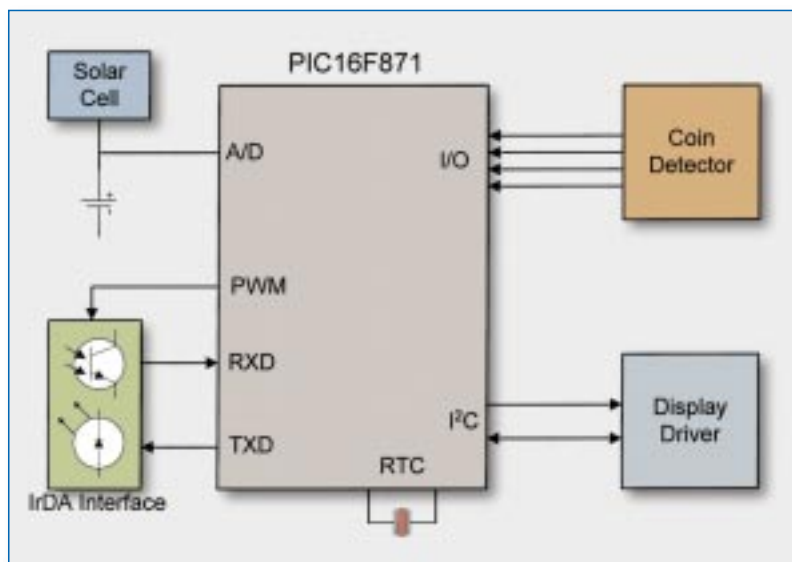 PIC16F871
Solar
Cell
A/D
I/O
Coin
Detector
PWM
RXD
TXD
IrDA Interface
I²C
RTC
Display
Driver